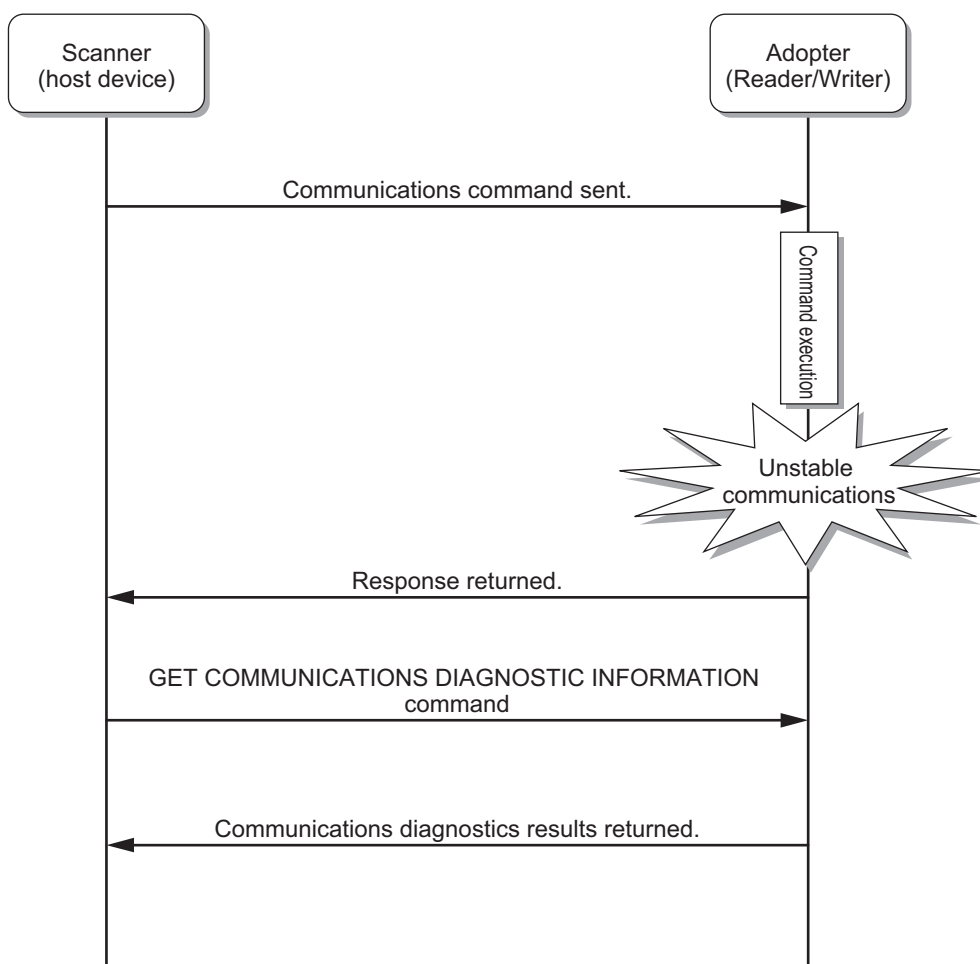 Scanner
(host device)
Adopter
(Reader/Writer)
Communications command sent.
Command execution
Unstable
communications
Response returned.
GET COMMUNICATIONS DIAGNOSTIC INFORMATION
command
Communications diagnostics results returned.